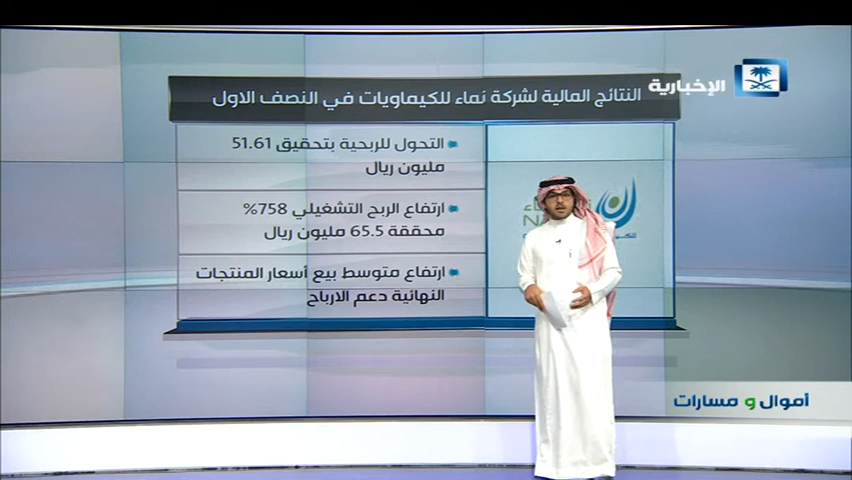 الإخبارية
النتائج المالية لشركة نماء للكيماويات في النصف الاول
التحول للربحية بتحقيق 51.61
مليون ريال
ارتفاع الربح التشغيلي 758%
محققة 65.5 مليون ريال
ارتفاع متوسط بيع أسعار المنتجات
النهائية دعم الارباح
أموال و مسارات